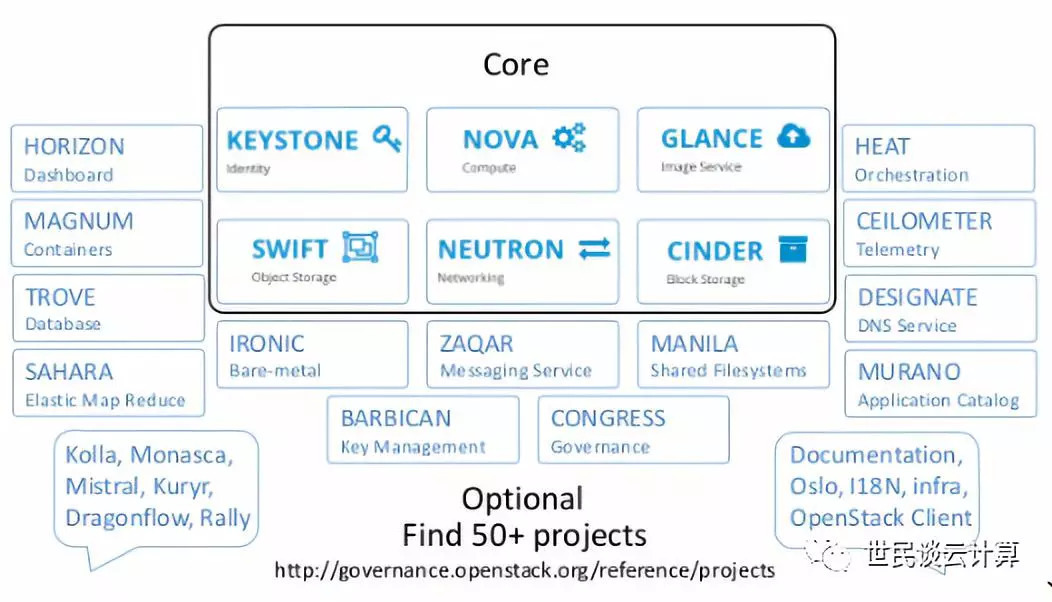 Core
KEYSTONE
Identity
NOVA
Compute
GLANCE
Image Service
SWIFT
Object Storage
NEUTRON
Networking
CINDER
Block Storage
HORIZON
Dashboard
MAGNUM
Containers
TROVE
Database
SAHARA
Elastic Map Reduce
HEAT
Orchestration
CEILOMETER
Telemetry
DESIGNATE
DNS Service
MURANO
Application Catalog
IRONIC
Bare-metal
ZAQAR
Messaging Service
MANILA
Shared Filesystems
BARBICAN
Key Management
CONGRESS
Governance
Kolla, Monasca,
Mistral, Kuryr,
Dragonflow, Rally
Optional
Find 50+ projects
http://governance.openstack.org/reference/projects
Documentation,
Oslo, I18N, infra,
OpenStack Client
世民谈云计算